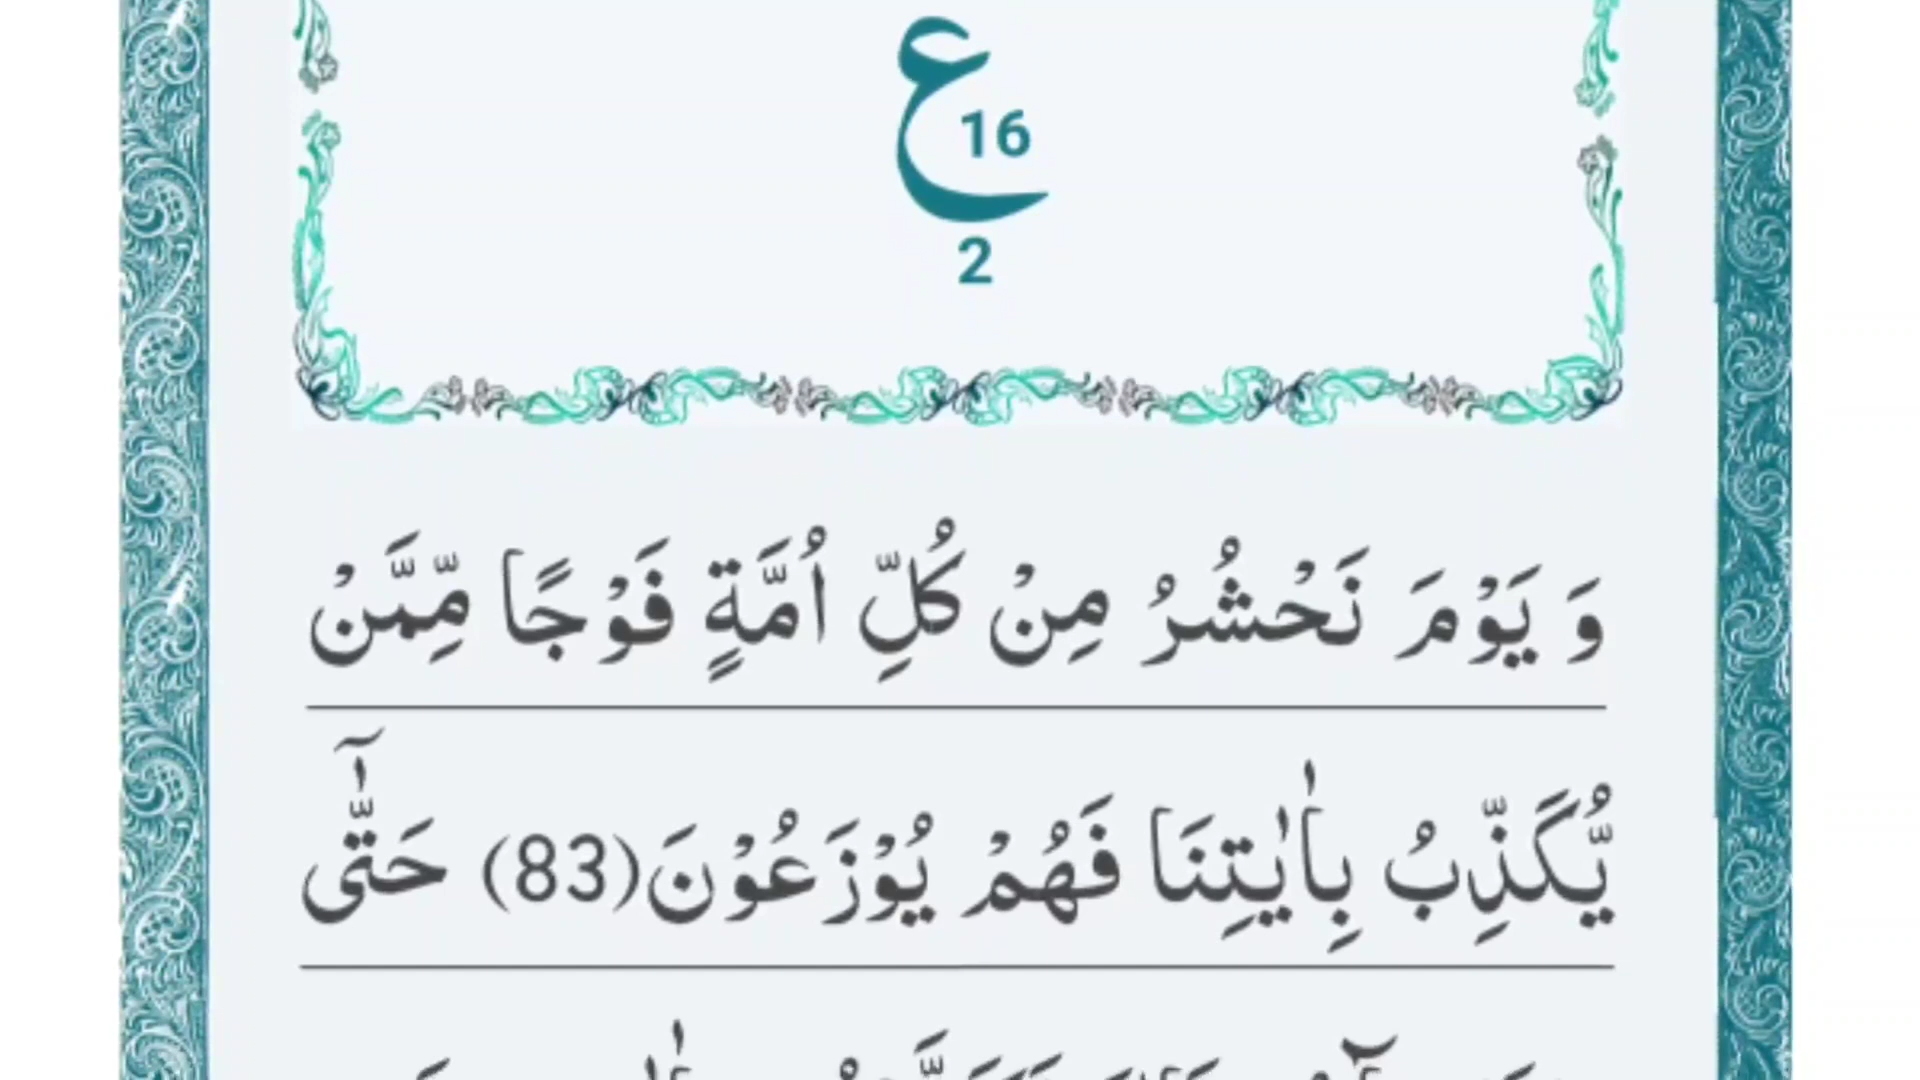 ع
16
2
وَ یَوْمَ نَحْشُرُ مِنْ كُلِّ اُمَّةٍ فَوْجًا مِّمَّنْ
یُّكَذِّبُ بِاٰیٰتِنَا فَهُمْ یُوْزَعُوْنَ(83) حَتّٰۤى